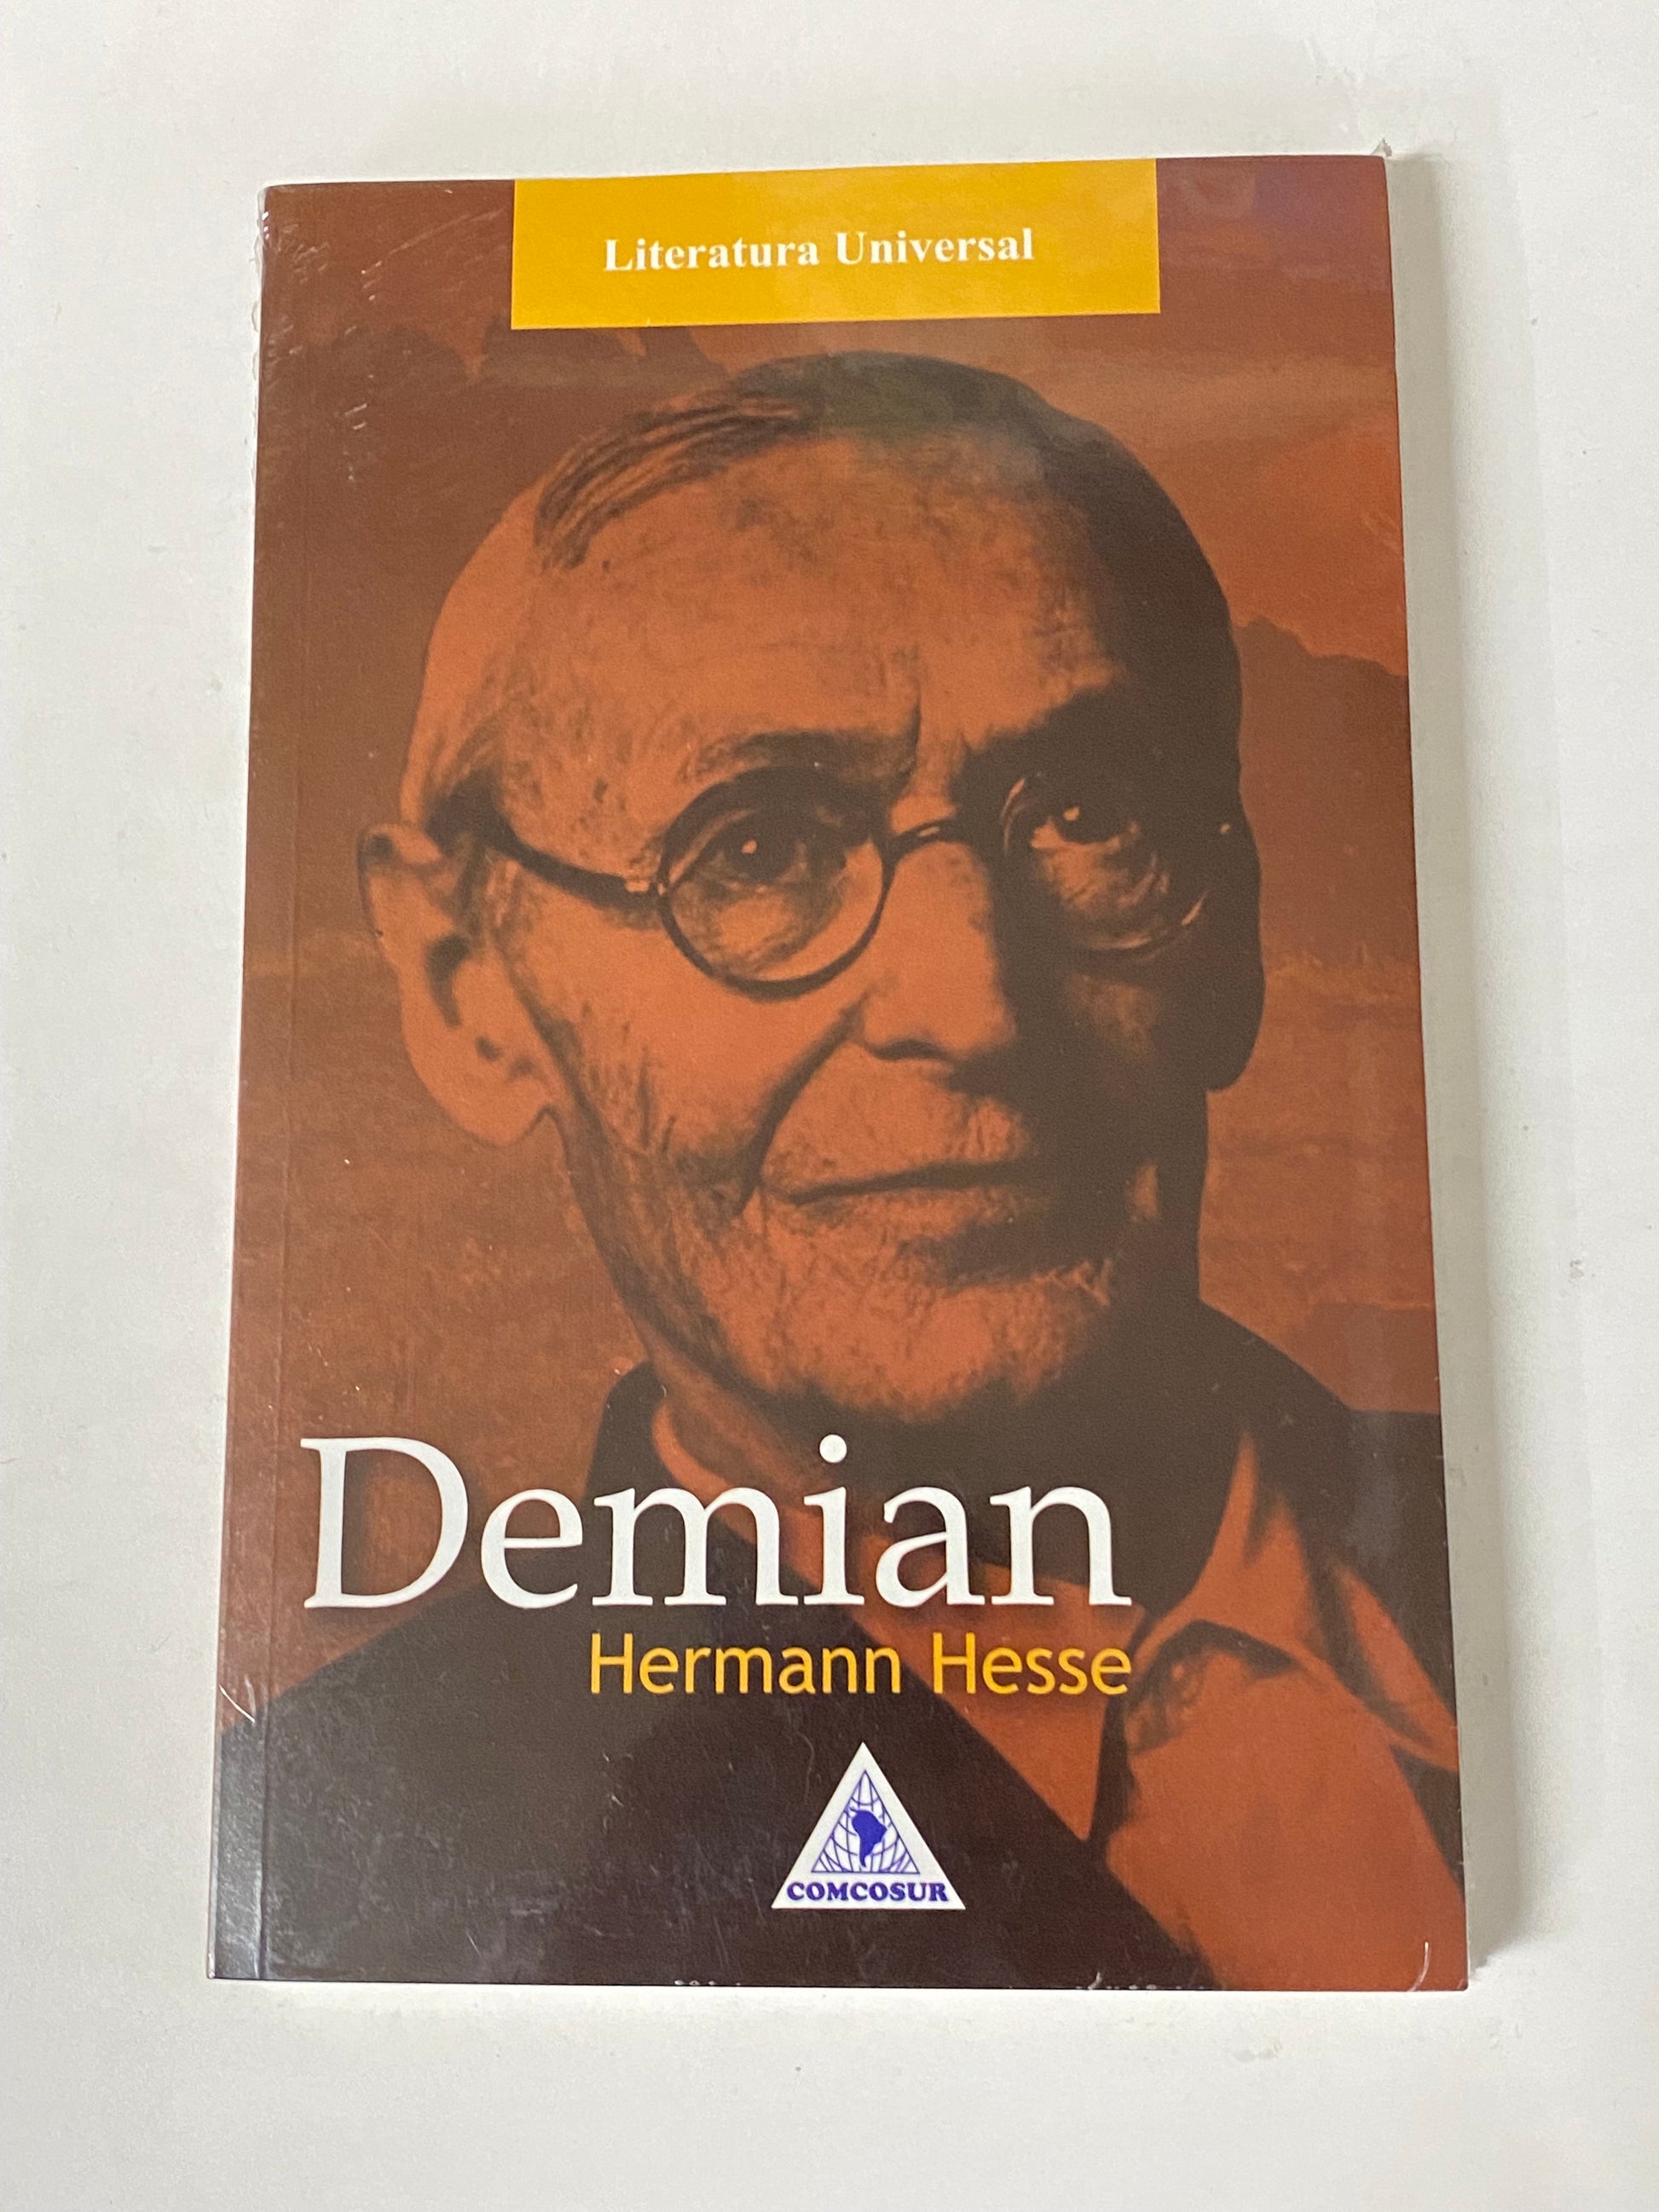 Literatura Universal
Demian
Hermann Hesse
COMCOSUR